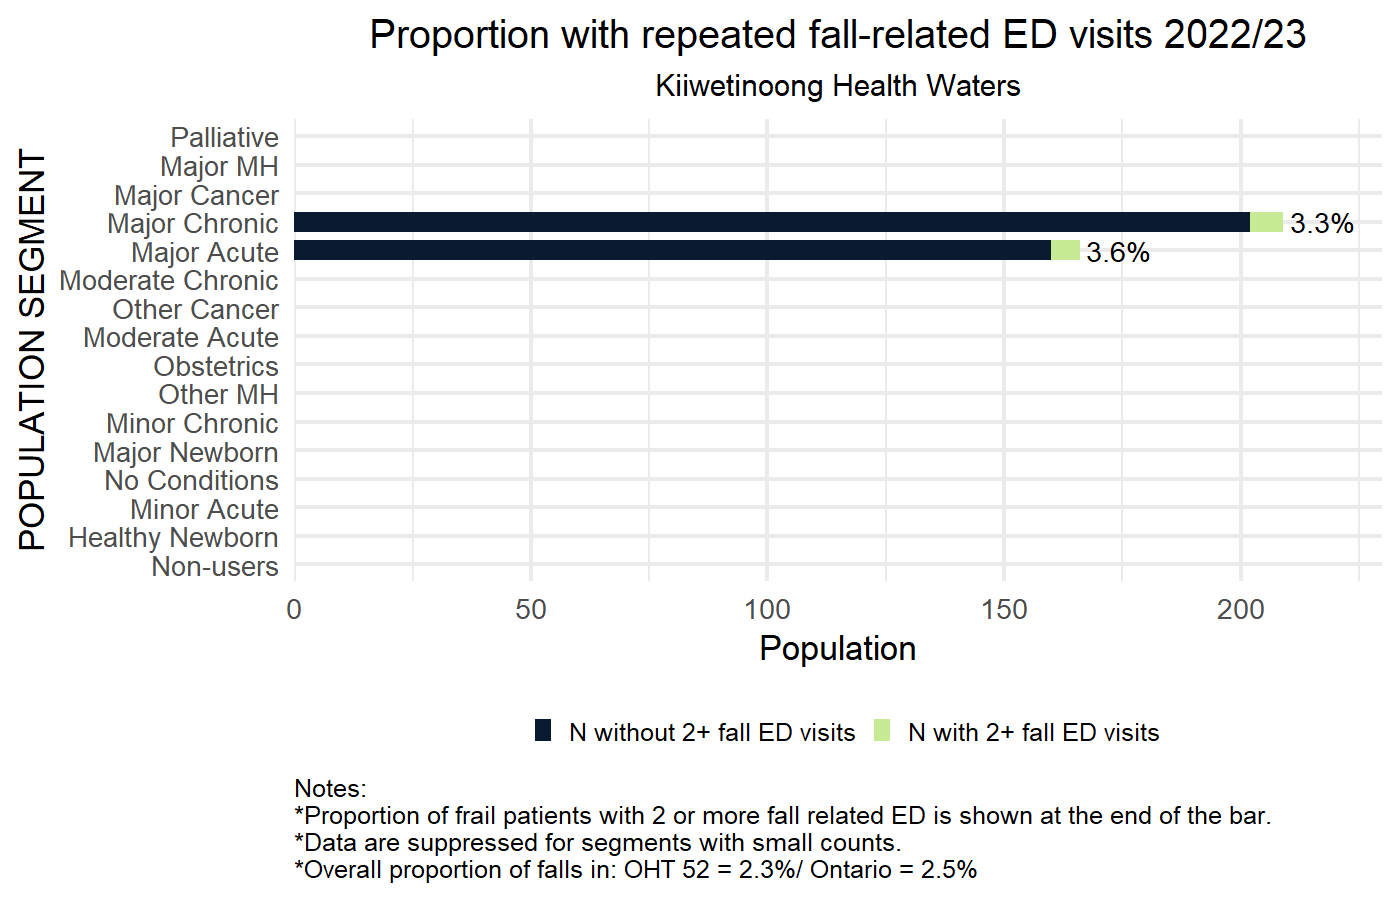 Proportion with repeated fall-related ED visits 2022/23
Kiiwetinoong Health Waters
POPULATION SEGMENT
Palliative
Major MH
Major Cancer
Major Chronic
3.3%
Major Acute
3.6%
Moderate Chronic
Other Cancer
Moderate Acute
Obstetrics
Other MH
Minor Chronic
Major Newborn
No Conditions
Minor Acute
Healthy Newborn
Non-users
0 50 100 150 200
Population
N without 2+ fall ED visits N with 2+ fall ED visits
Notes:
*Proportion of frail patients with 2 or more fall related ED is shown at the end of the bar.
*Data are suppressed for segments with small counts.
*Overall proportion of falls in: OHT 52 = 2.3%/ Ontario = 2.5%